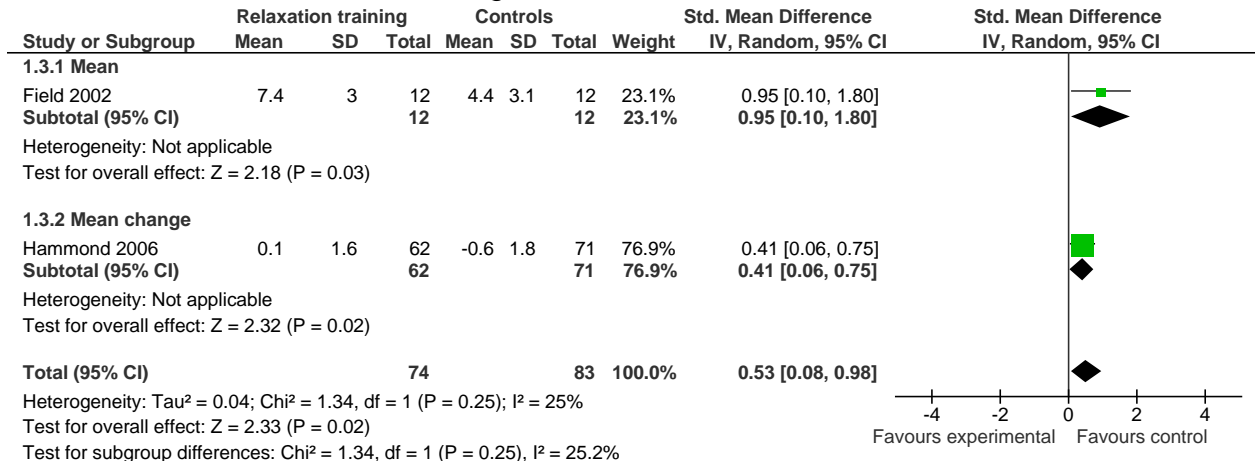 Relaxation training Controls Std. Mean Difference Std. Mean Difference
Study or Subgroup Mean SD Total Mean SD Total Weight IV, Random, 95% CI IV, Random, 95% CI
1.3.1 Mean
Field 2002 7.4 3 12 4.4 3.1 12 23.1% 0.95 [0.10, 1.80]
Subtotal (95% CI) 12 12 23.1% 0.95 [0.10, 1.80]
Heterogeneity: Not applicable
Test for overall effect: Z = 2.18 (P = 0.03)
1.3.2 Mean change
Hammond 2006 0.1 1.6 62 -0.6 1.8 71 76.9% 0.41 [0.06, 0.75]
Subtotal (95% CI) 62 71 76.9% 0.41 [0.06, 0.75]
Heterogeneity: Not applicable
Test for overall effect: Z = 2.32 (P = 0.02)
Total (95% CI) 74 83 100.0% 0.53 [0.08, 0.98]
Heterogeneity: Tau² = 0.04; Chi² = 1.34, df = 1 (P = 0.25); I² = 25%
Test for overall effect: Z = 2.33 (P = 0.02)
Test for subgroup differences: Chi² = 1.34, df = 1 (P = 0.25), I² = 25.2%
-4 -2 0 2 4
Favours experimental Favours control